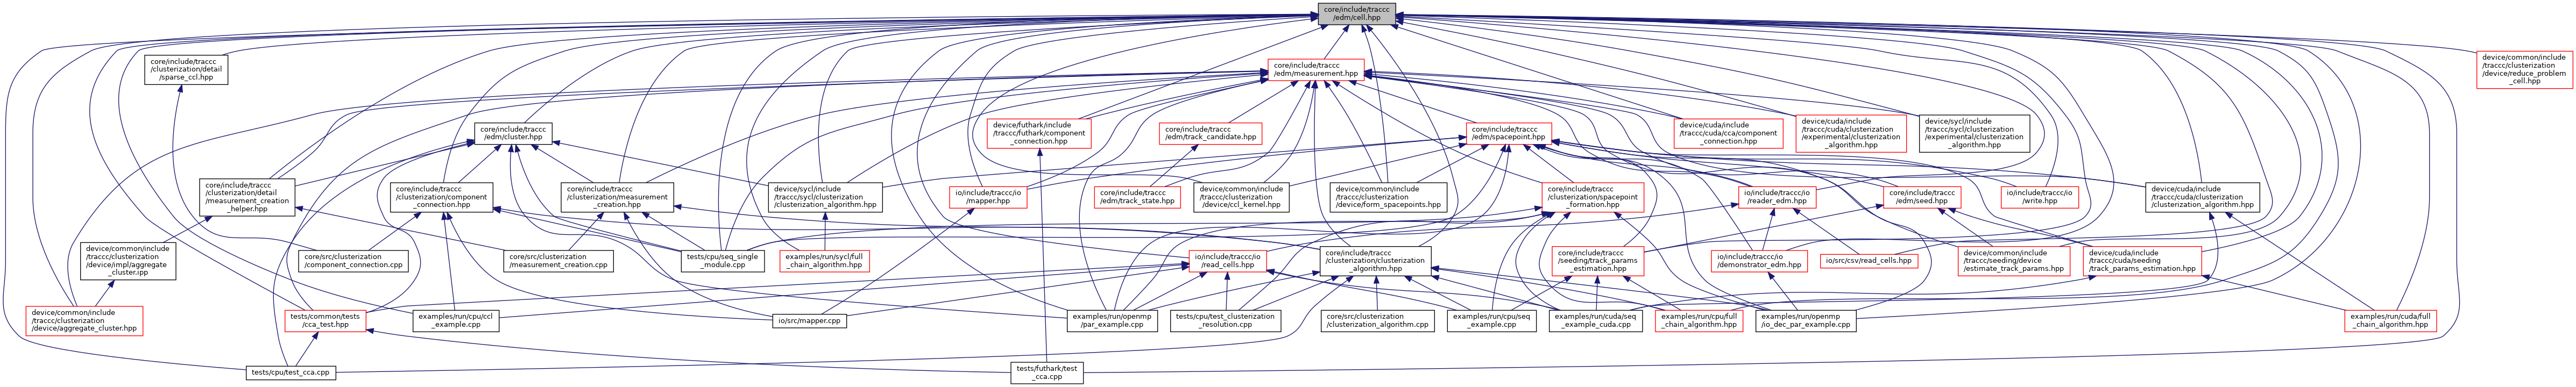 core/include/traccc
/edm/cell.hpp
core/include/traccc
/clusterization/detail
/sparse_ccl.hpp
core/include/traccc
/edm/measurement.hpp
device/common/include
/traccc/clusterization
/device/reduce_problem
_cell.hpp
core/include/traccc
/edm/cluster.hpp
device/futhark/include
/traccc/futhark/component
_connection.hpp
core/include/traccc
/edm/track_candidate.hpp
core/include/traccc
/edm/spacepoint.hpp
device/cuda/include
/traccc/cuda/cca/component
_connection.hpp
device/cuda/include
/traccc/cuda/clusterization
/experimental/clusterization
_algorithm.hpp
device/sycl/include
/traccc/sycl/clusterization
/experimental/clusterization
_algorithm.hpp
core/include/traccc
/clusterization/detail
/measurement_creation
_helper.hpp
core/include/traccc
/clusterization/component
_connection.hpp
core/include/traccc
/clusterization/measurement
_creation.hpp
device/sycl/include
/traccc/sycl/clusterization
/clusterization_algorithm.hpp
io/include/traccc/io
/mapper.hpp
core/include/traccc
/edm/track_state.hpp
device/common/include
/traccc/clusterization
/device/ccl_kernel.hpp
device/common/include
/traccc/clusterization
/device/form_spacepoints.hpp
core/include/traccc
/clusterization/spacepoint
_formation.hpp
io/include/traccc/io
/reader_edm.hpp
core/include/traccc
/edm/seed.hpp
io/include/traccc/io
/write.hpp
device/cuda/include
/traccc/cuda/clusterization
/clusterization_algorithm.hpp
device/common/include
/traccc/clusterization
/device/impl/aggregate
_cluster.ipp
core/src/clusterization
/component_connection.cpp
core/src/clusterization
/measurement_creation.cpp
tests/cpu/seq_single
_module.cpp
examples/run/sycl/full
_chain_algorithm.hpp
io/include/traccc/io
/read_cells.hpp
core/include/traccc
/clusterization/clusterization
_algorithm.hpp
core/include/traccc
/seeding/track_params
_estimation.hpp
io/include/traccc/io
/demonstrator_edm.hpp
io/src/csv/read_cells.hpp
device/common/include
/traccc/seeding/device
/estimate_track_params.hpp
device/cuda/include
/traccc/cuda/seeding
/track_params_estimation.hpp
device/common/include
/traccc/clusterization
/device/aggregate_cluster.hpp
tests/common/tests
/cca_test.hpp
examples/run/cpu/ccl
_example.cpp
io/src/mapper.cpp
examples/run/openmp
/par_example.cpp
tests/cpu/test_clusterization
_resolution.cpp
core/src/clusterization
/clusterization_algorithm.cpp
examples/run/cpu/seq
_example.cpp
examples/run/cuda/seq
_example_cuda.cpp
examples/run/cpu/full
_chain_algorithm.hpp
examples/run/openmp
/io_dec_par_example.cpp
examples/run/cuda/full
_chain_algorithm.hpp
tests/cpu/test_cca.cpp
tests/futhark/test
_cca.cpp